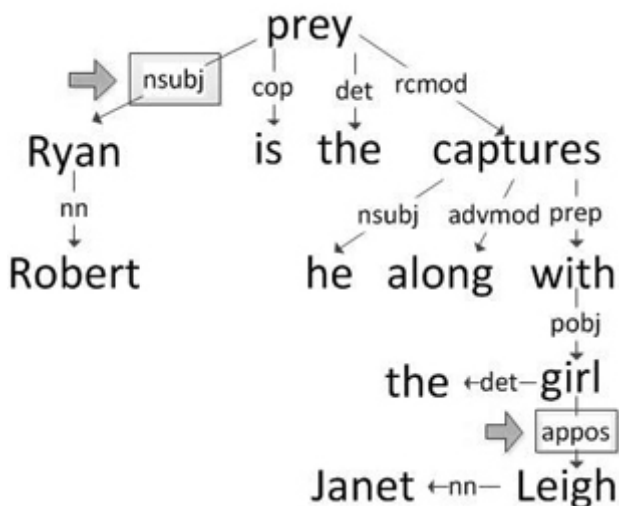 prey
nsubj cop det rcmod
Ryan is the captures
nn nsubj advmod prep
Robert he along with
pobj
the det girl
appos
Janet nn Leigh